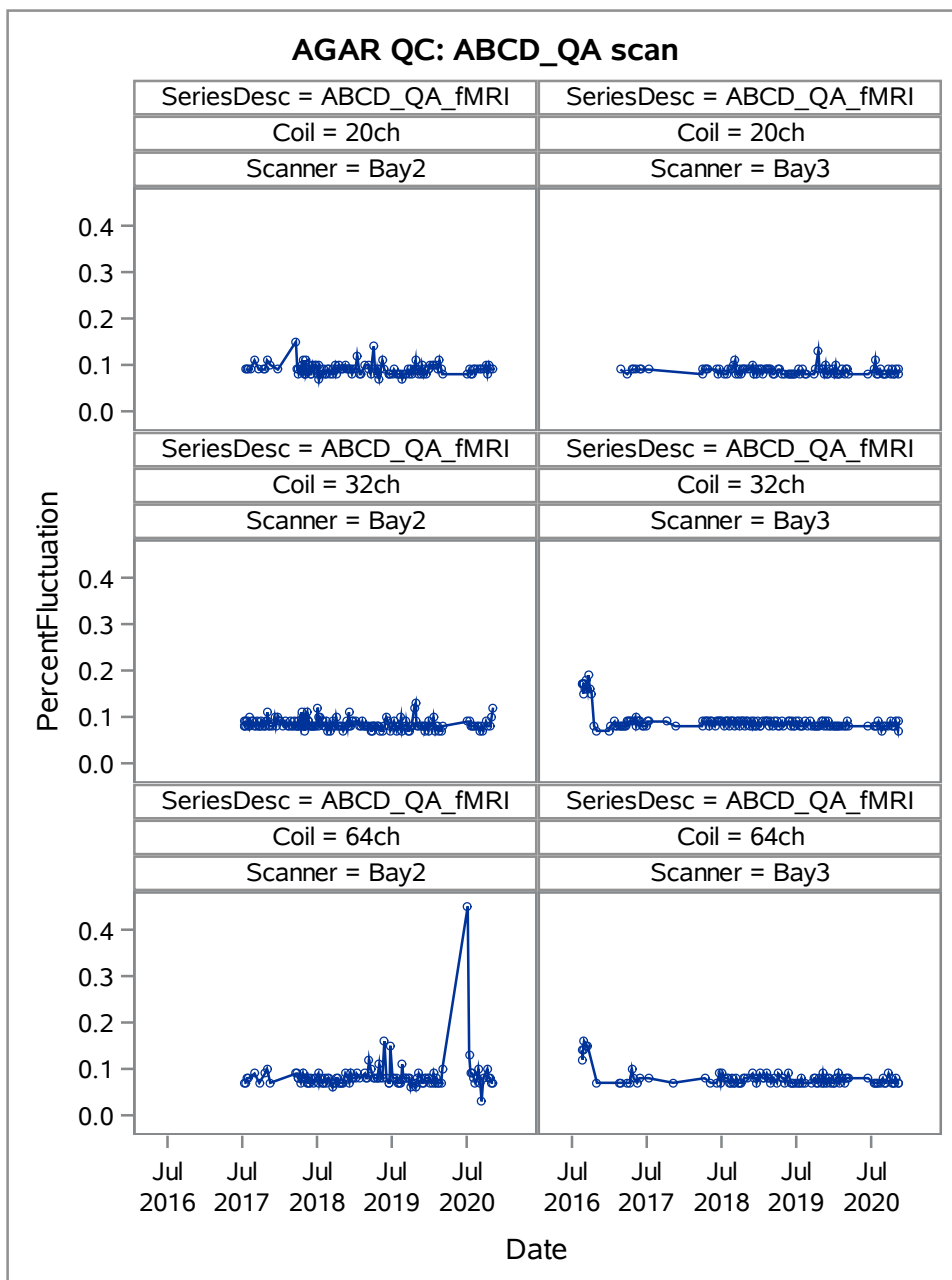 AGAR QC: ABCD_QA scan
SeriesDesc = ABCD_QA_fMRI
SeriesDesc = ABCD_QA_fMRI
Coil = 20ch
Coil = 20ch
Scanner = Bay2
Scanner = Bay3
0.4
0.3
0.2
0.1
0.0
SeriesDesc = ABCD_QA_fMRI
SeriesDesc = ABCD_QA_fMRI
Coil = 32ch
Coil = 32ch
Scanner = Bay2
Scanner = Bay3
PercentFluctuation
0.4
0.3
0.2
0.1
0.0
SeriesDesc = ABCD_QA_fMRI
SeriesDesc = ABCD_QA_fMRI
Coil = 64ch
Coil = 64ch
Scanner = Bay2
Scanner = Bay3
0.4
0.3
0.2
0.1
0.0
Jul Jul Jul Jul Jul Jul Jul Jul Jul Jul
2016 2017 2018 2019 2020 2016 2017 2018 2019 2020
Date